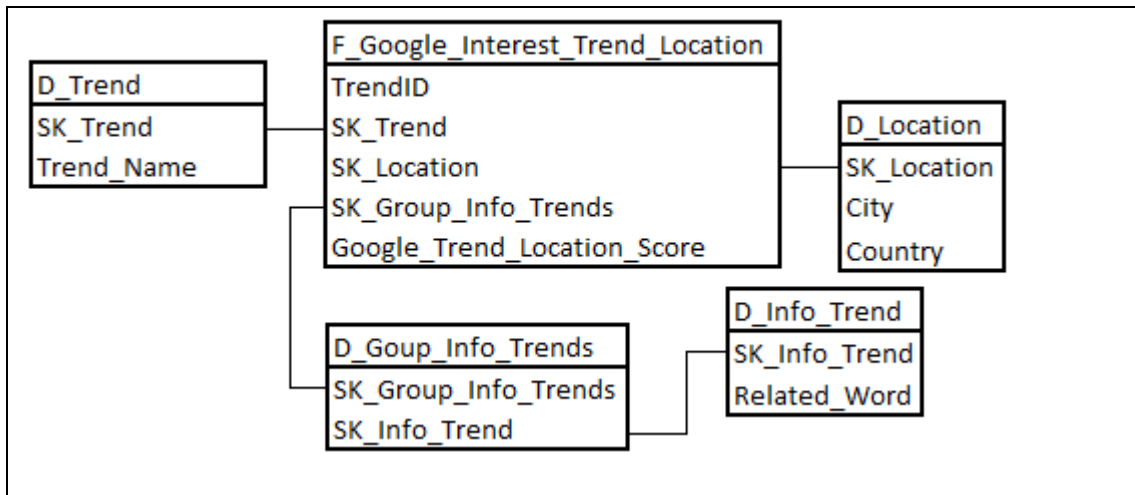 D_Trend
SK_Trend
Trend_Name
F_Google_Interest_Trend_Location
TrendID
SK_Trend
SK_Location
SK_Group_Info_Trends
Google_Trend_Location_Score
D_Location
SK_Location
City
Country
D_Goup_Info_Trends
SK_Group_Info_Trends
SK_Info_Trend
D_Info_Trend
SK_Info_Trend
Related_Word